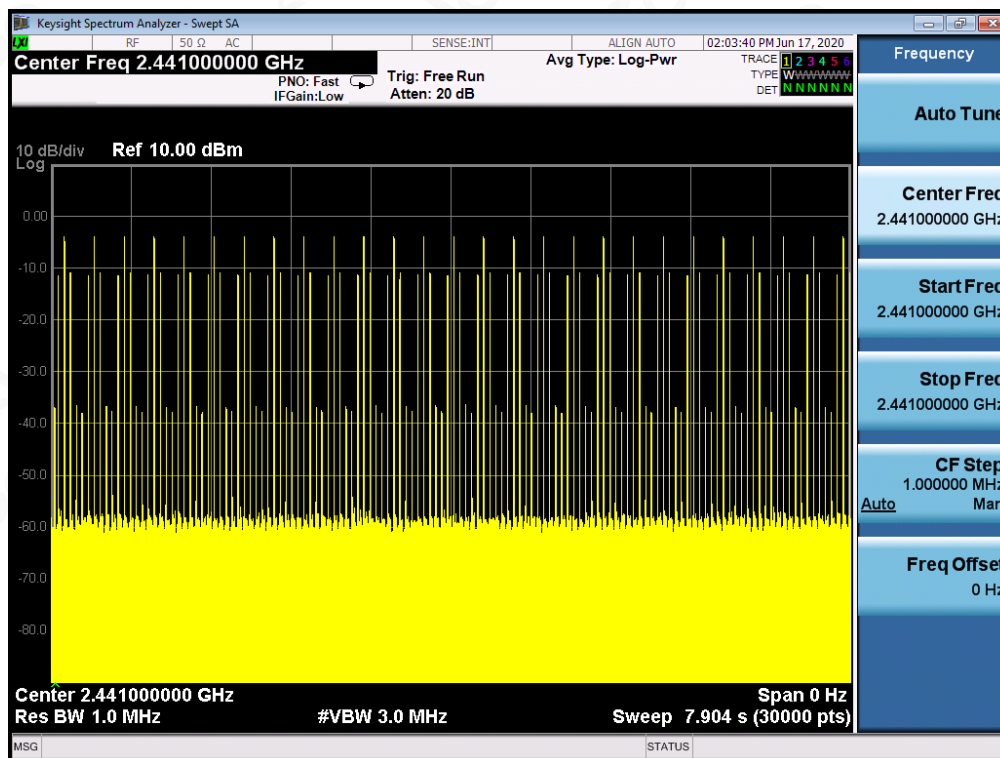 Keysight Spectrum Analyzer - Swept SA
LXI RF 50 Ω AC SENSE:INT ALIGN AUTO 02:03:40 PM Jun 17, 2020
Center Freq 2.441000000 GHz
PNO: Fast
IFGain:Low
Trig: Free Run
Atten: 20 dB
Avg Type: Log-Pwr
TRACE 1 2 3 4 5 6
TYPE WWWWWW
DET N N N N N N
10 dB/div Ref 10.00 dBm
Log
0.00
-10.0
-20.0
-30.0
-40.0
-50.0
-60.0
-70.0
-80.0
Center 2.441000000 GHz Span 0 Hz
Res BW 1.0 MHz #VBW 3.0 MHz Sweep 7.904 s (30000 pts)
MSG STATUS
Frequency
Auto Tune
Center Freq
2.441000000 GHz
Start Freq
2.441000000 GHz
Stop Freq
2.441000000 GHz
CF Step
1.000000 MHz
Auto Man
Freq Offset
0 Hz